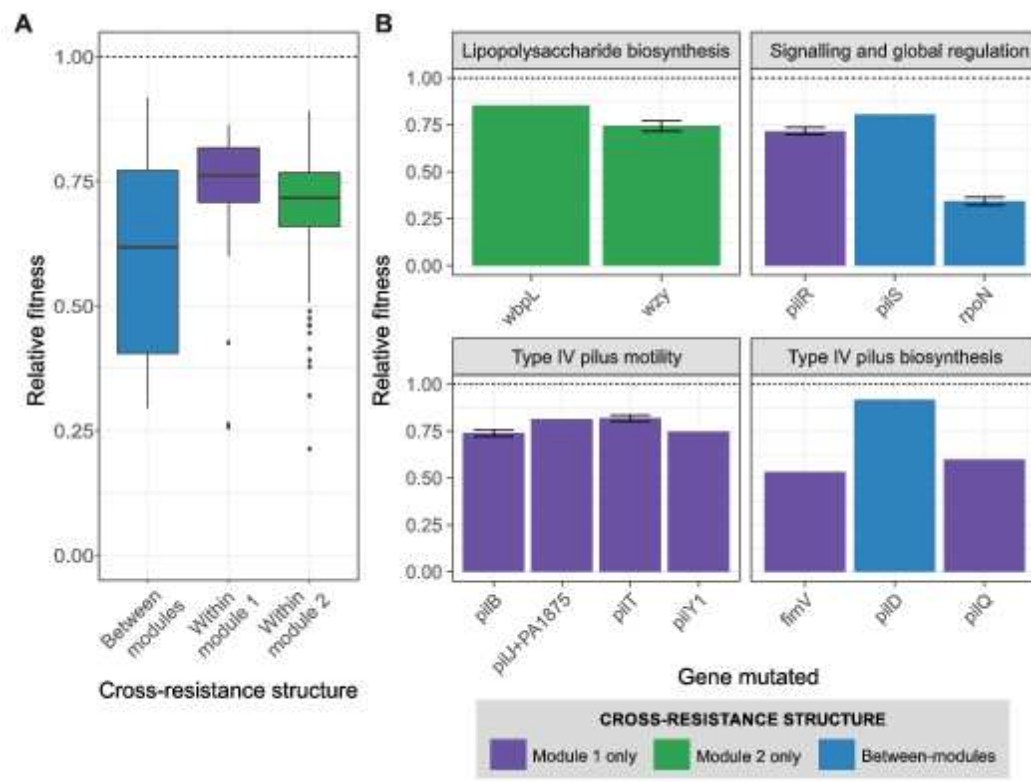 A
Relative fitness
1.00
0.75
0.50
0.25
0.00
Between
modules
Within
module 1
Within
module 2
Cross-resistance structure
B
Relative fitness
Lipopolysaccharide biosynthesis
1.00
0.75
0.50
0.25
0.00
wbpL
wzy
Signalling and global regulation
pilR
pilS
rpoN
Type IV pilus motility
1.00
0.75
0.50
0.25
0.00
pilB
pilJ+PA1875
pilT
pilY1
Type IV pilus biosynthesis
fimV
pilD
pilQ
Gene mutated
CROSS-RESISTANCE STRUCTURE
Module 1 only
Module 2 only
Between-modules